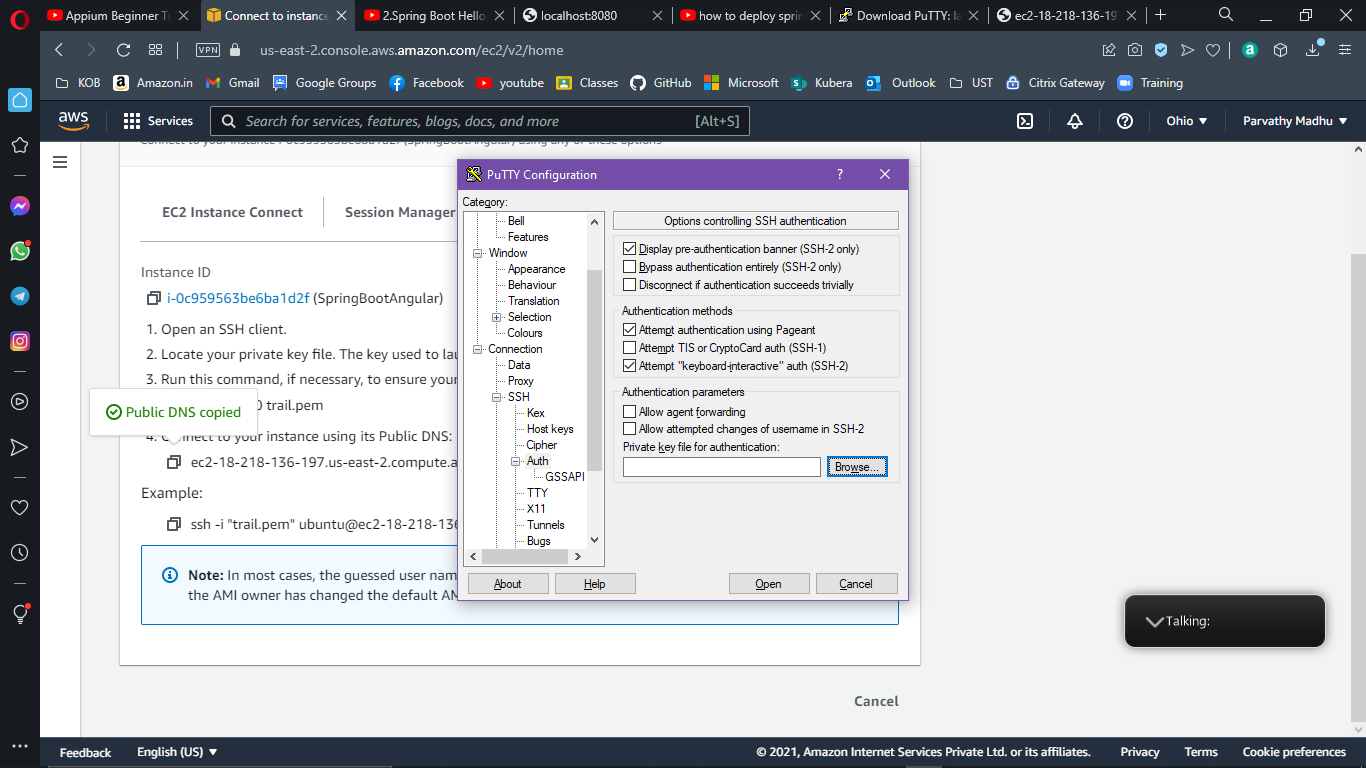 Appium Beginner Tu
Connect to instance
2.Spring Boot Hello
localhost:8080
how to deploy sprin
Download PuTTY: la
ec2-18-218-136-19
VPN
us-east-2.console.aws.amazon.com/ec2/v2/home
KOB
Amazon.in
Gmail
Google Groups
Facebook
youtube
Classes
GitHub
Microsoft
Kubera
Outlook
UST
Citrix Gateway
Training
aws
Services
Search for services, features, blogs, docs, and more
[Alt+S]
Ohio
Parvathy Madhu
Connect to your instance i-0c959563be6ba1d2f (SpringBootAngular) using any of these options
EC2 Instance Connect
Session Manager
Instance ID
i-0c959563be6ba1d2f (SpringBootAngular)
1. Open an SSH client.
2. Locate your private key file. The key used to lau
3. Run this command, if necessary, to ensure your
0 trail.pem
Public DNS copied
4. Connect to your instance using its Public DNS:
ec2-18-218-136-197.us-east-2.compute.a
Example:
ssh -i "trail.pem" ubuntu@ec2-18-218-136
Note: In most cases, the guessed user nam
the AMI owner has changed the default AM
PuTTY Configuration
?
Category:
Bell
Features
Window
Appearance
Behaviour
Translation
Selection
Colours
Connection
Data
Proxy
SSH
Kex
Host keys
Cipher
Auth
GSSAPI
TTY
X11
Tunnels
Bugs
Options controlling SSH authentication
Display pre-authentication banner (SSH-2 only)
Bypass authentication entirely (SSH-2 only)
Disconnect if authentication succeeds trivially
Authentication methods
Attempt authentication using Pageant
Attempt TIS or CryptoCard auth (SSH-1)
Attempt "keyboard-interactive" auth (SSH-2)
Authentication parameters
Allow agent forwarding
Allow attempted changes of username in SSH-2
Private key file for authentication:
Browse...
About
Help
Open
Cancel
Talking:
Cancel
Feedback
English (US)
© 2021, Amazon Internet Services Private Ltd. or its affiliates.
Privacy
Terms
Cookie preferences